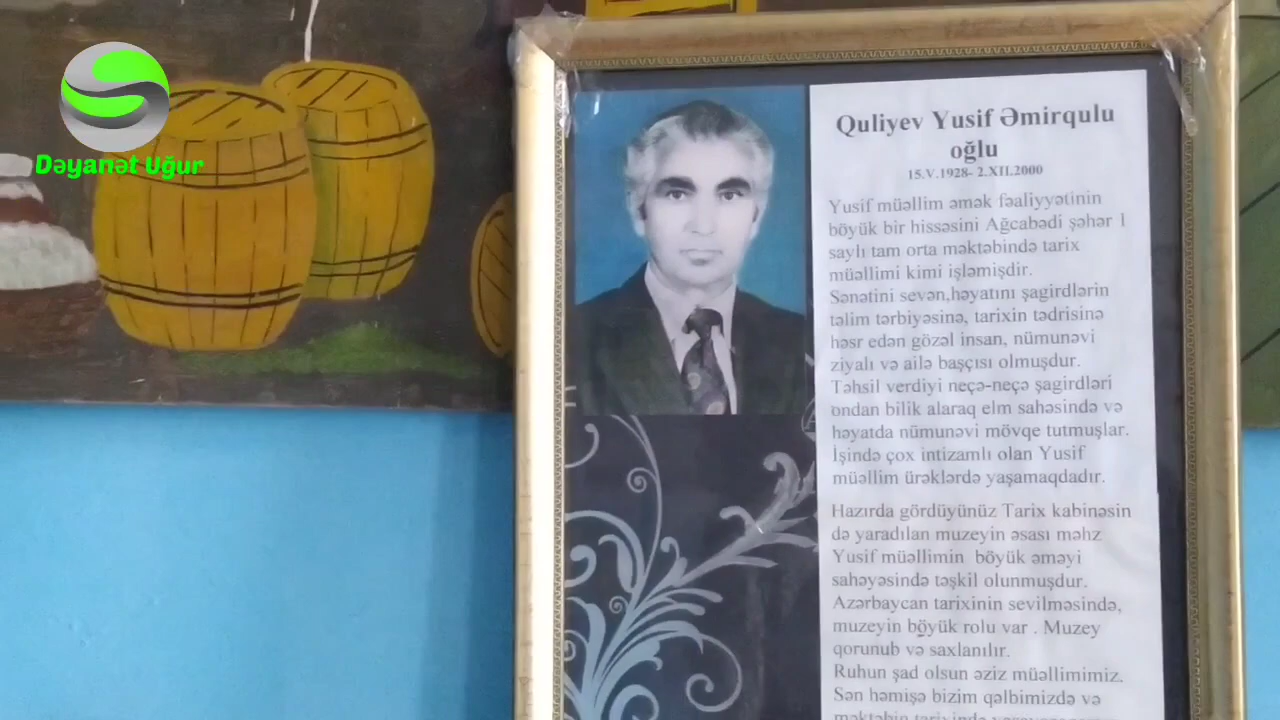 Dəyanət Uğur
Quliyev Yusif Əmirqulu
oğlu
15.V.1928- 2.XII.2000
Yusif müəllim əmək fəaliyyətinin
böyük bir hissəsini Ağcabədi şəhər 1
saylı tam orta məktəbində tarix
müəllimi kimi işləmişdir.
Sənətini sevən,həyatını şagirdlərin
təlim tərbiyəsinə, tarixin tədrisinə
həsr edən gözəl insan, nümunəvi
ziyalı və ailə başçısı olmuşdur.
Təhsil verdiyi neçə-neçə şagirdləri
ondan bilik alaraq elm sahəsində və
həyatda nümunəvi mövqe tutmuşlar.
İşində çox intizamlı olan Yusif
müəllim ürəklərdə yaşamaqdadır.
Hazırda gördüyünüz Tarix kabinəsin
də yaradılan muzeyin əsası məhz
Yusif müəllimin böyük əməyi
sahəyəsində təşkil olunmuşdur.
Azərbaycan tarixinin sevilməsində,
muzeyin böyük rolu var . Muzey
qorunub və saxlanılır.
Ruhun şad olsun əziz müəllimimiz.
Sən həmişə bizim qəlbimizdə və
məktəbin tarixində